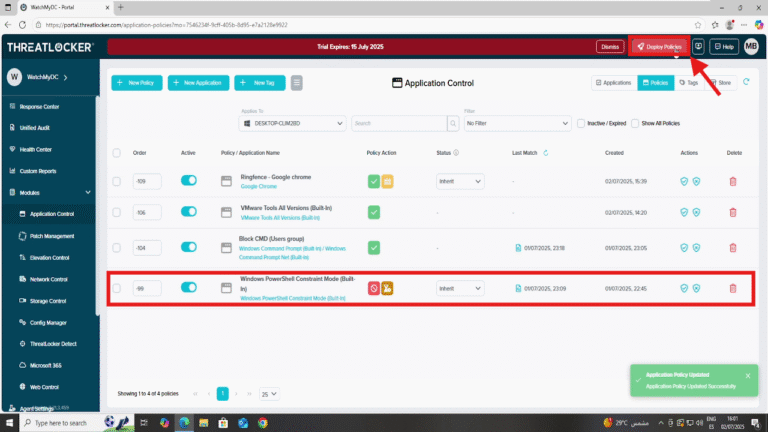 WatchMyDC - Portal
https://portal.threatlocker.com/application-policies?mo=7546234f-9cff-405b-8d95-e7a2128e9922
THREATLOCKER
Trial Expires: 15 July 2025
Dismiss
Deploy Policies
Help
MB
W
WatchMyDC
Response Center
Unified Audit
Health Center
Custom Reports
Modules
Application Control
Patch Management
Elevation Control
Network Control
Storage Control
Config Manager
ThreatLocker Detect
Microsoft 365
Web Control
Agent Settings
New Policy
New Application
New Tag
Application Control
Applications
Policies
Tags
Store
Applies To
DESKTOP-CLIM2BD
Search
Filter
No Filter
Inactive / Expired
Show All Policies
Order
Active
Policy / Application Name
Policy Action
Status
Last Match
Created
Actions
Delete
-109
Ringfence - Google chrome
Google Chrome
Inherit
-
02/07/2025, 15:39
-106
VMware Tools All Versions (Built-In)
VMware Tools All Versions (Built-In)
-
-
02/07/2025, 14:20
-104
Block CMD (Users group)
Windows Command Prompt (Built-In) / Windows
Command Prompt Net (Built-In)
-
01/07/2025, 23:18
01/07/2025, 23:05
-99
Windows PowerShell Constraint Mode (Built-
In)
Windows PowerShell Constraint Mode (Built-In)
Inherit
01/07/2025, 23:09
01/07/2025, 22:45
Showing 1 to 4 of 4 policies
1
25
Application Policy Updated
Application Policy Updated Successfully
Type here to search
29°C
مشمس
ENG
ES
16:01
02/07/2025